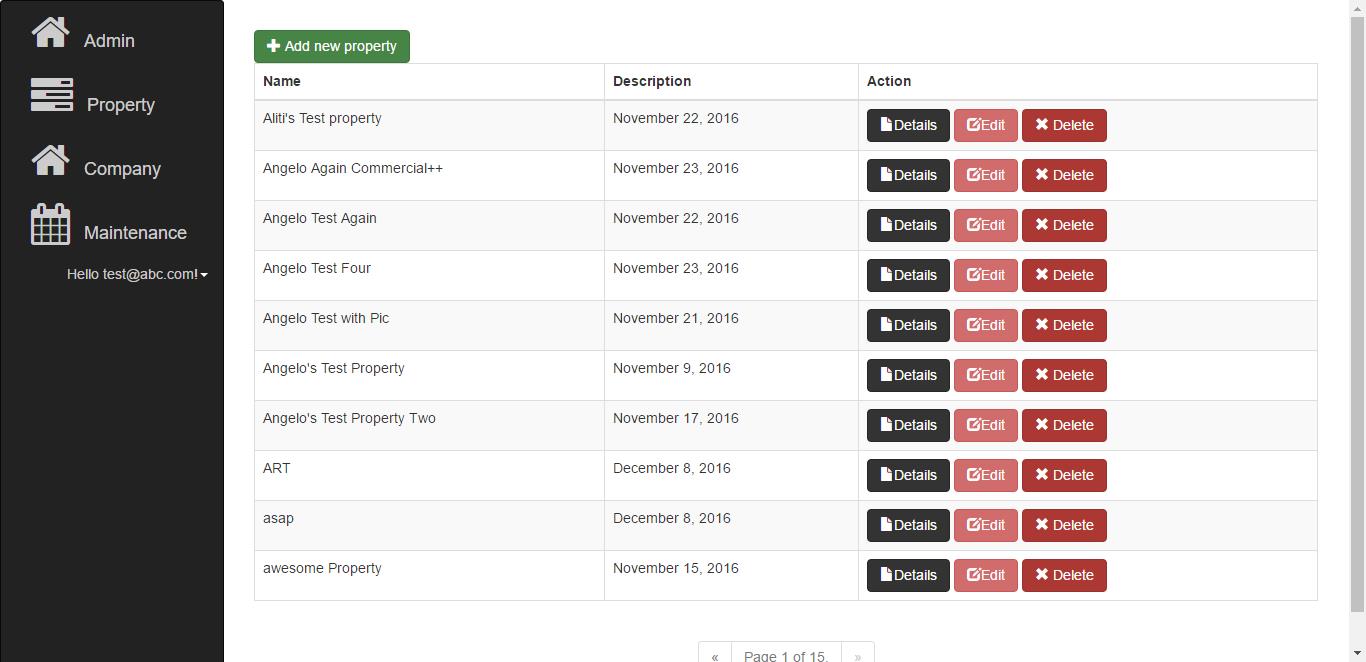 Admin
Property
Company
Maintenance
Hello test@abc.com!
Add new property
Name Description Action
Aliti's Test property November 22, 2016 Details Edit Delete
Angelo Again Commercial++ November 23, 2016 Details Edit Delete
Angelo Test Again November 22, 2016 Details Edit Delete
Angelo Test Four November 23, 2016 Details Edit Delete
Angelo Test with Pic November 21, 2016 Details Edit Delete
Angelo's Test Property November 9, 2016 Details Edit Delete
Angelo's Test Property Two November 17, 2016 Details Edit Delete
ART December 8, 2016 Details Edit Delete
asap December 8, 2016 Details Edit Delete
awesome Property November 15, 2016 Details Edit Delete
« Page 1 of 15. »